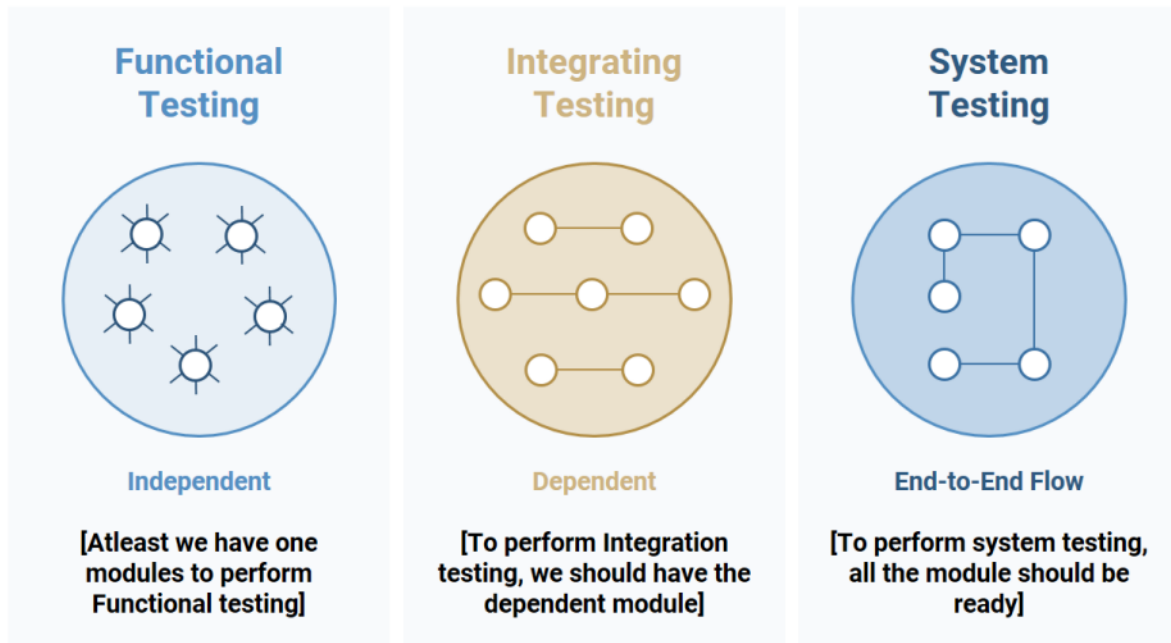 Functional
Testing
Independent
[Atleast we have one
modules to perform
Functional testing]
Integrating
Testing
Dependent
[To perform Integration
testing, we should have the
dependent module]
System
Testing
End-to-End Flow
[To perform system testing,
all the module should be
ready]